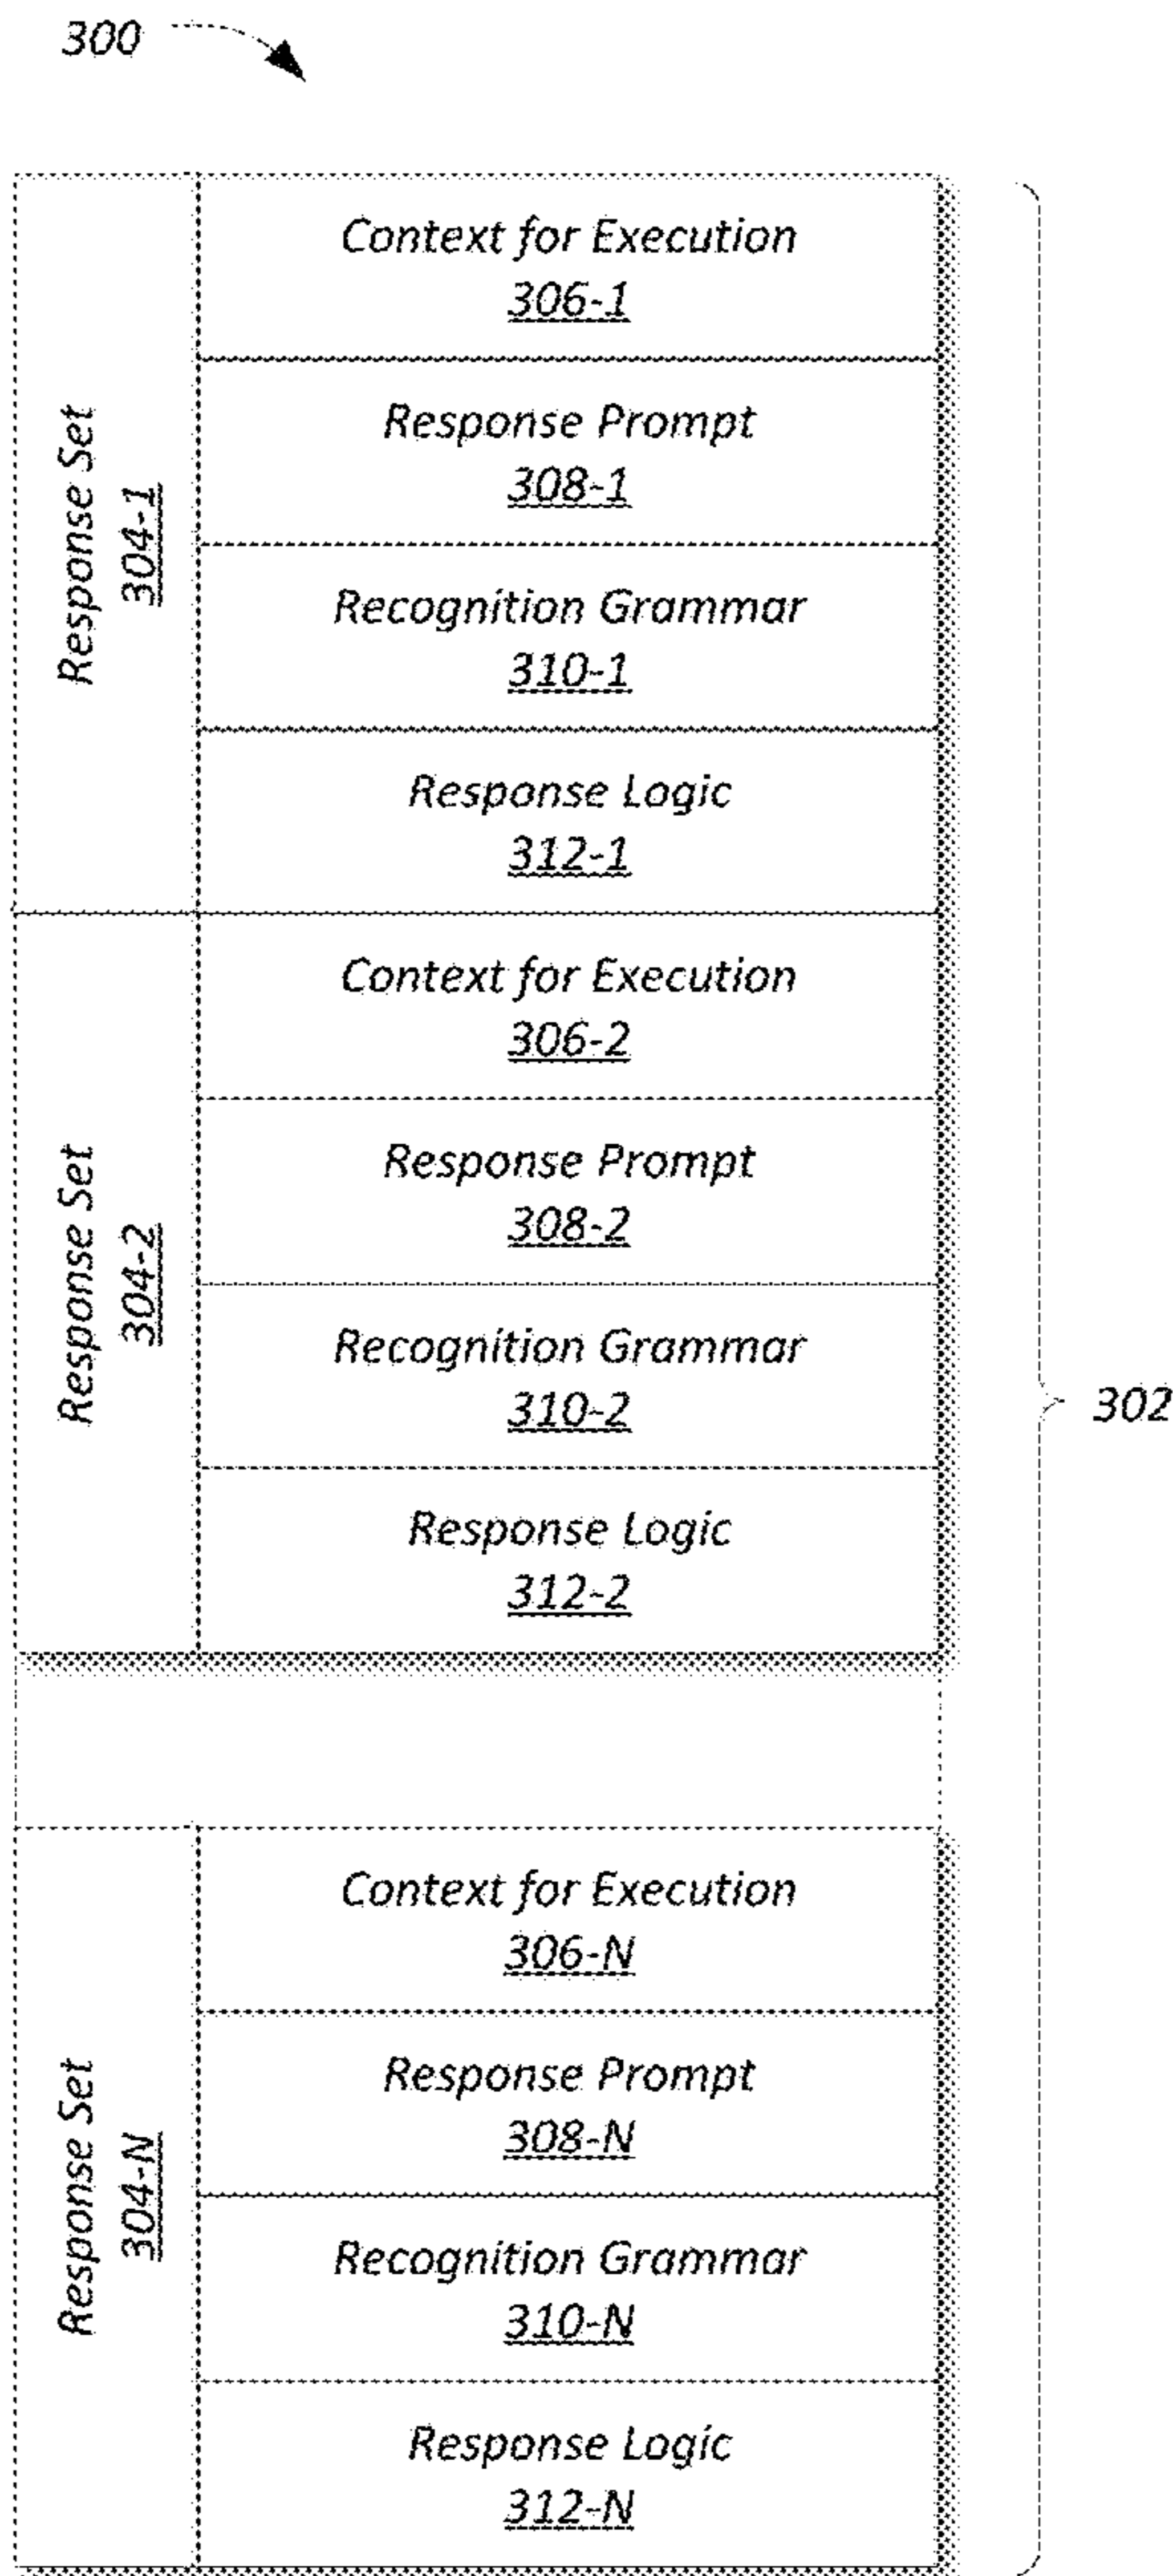 300
Response Set
304-1
Context for Execution
306-1
Response Prompt
308-1
Recognition Grammar
310-1
Response Logic
312-1
Response Set
304-2
Context for Execution
306-2
Response Prompt
308-2
Recognition Grammar
310-2
Response Logic
312-2
302
Response Set
304-N
Context for Execution
306-N
Response Prompt
308-N
Recognition Grammar
310-N
Response Logic
312-N